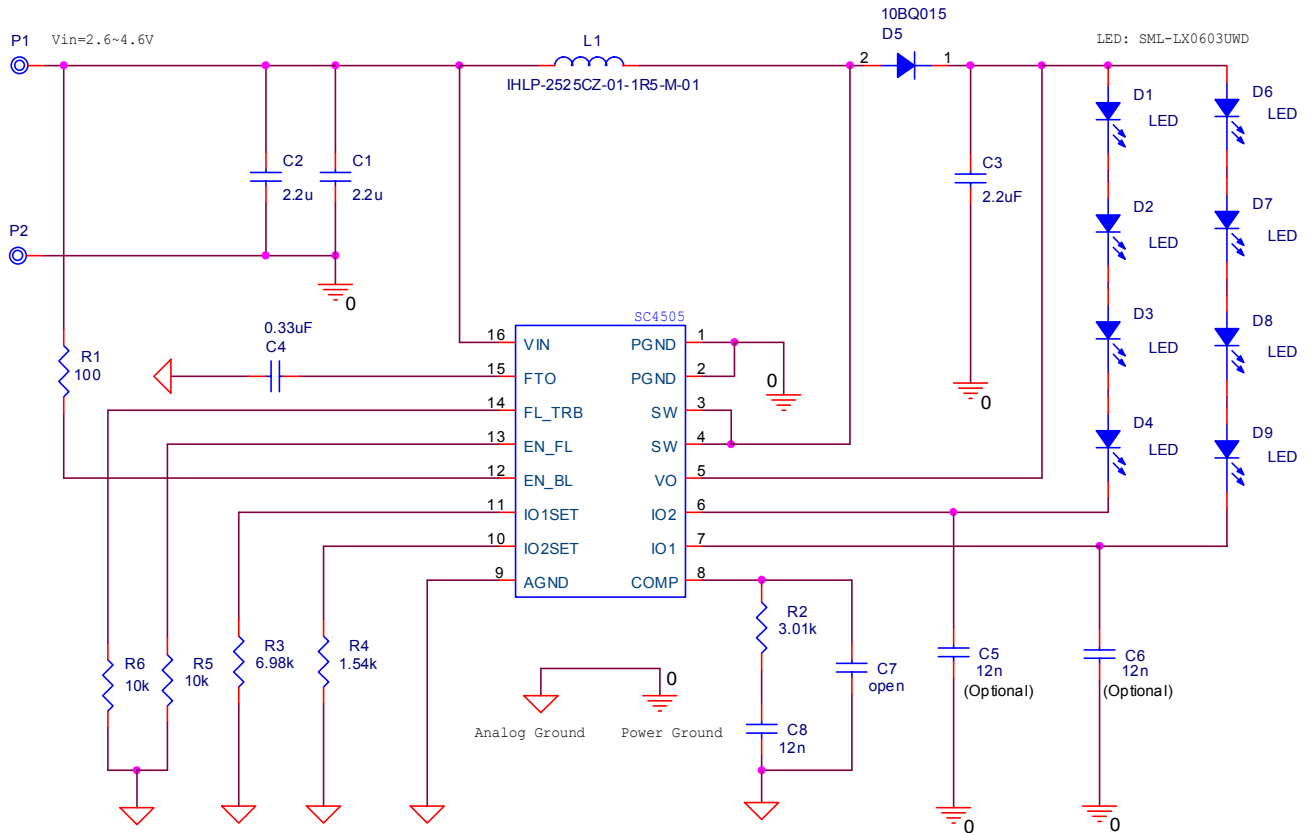 10BQ015
P1
Vin=2.6~4.6V
L1
D5
LED: SML-LX0603UWD
2
1
IHLP-2525CZ-01-1R5-M-01
D1
LED
D6
LED
C2
2.2u
C1
2.2u
C3
2.2uF
D2
LED
D7
LED
P2
0
SC4505
0.33uF
C4
R1
100
D3
LED
D8
LED
16
VIN
PGND
1
15
FTO
PGND
2
0
0
14
FL_TRB
SW
3
13
EN_FL
SW
4
D4
LED
D9
LED
12
EN_BL
VO
5
11
IO1SET
IO2
6
10
IO2SET
IO1
7
9
AGND
COMP
8
R2
3.01k
R6
10k
R5
10k
R3
6.98k
R4
1.54k
C7
open
C5
12n
(Optional)
C6
12n
(Optional)
0
Analog Ground
Power Ground
C8
12n
0
0